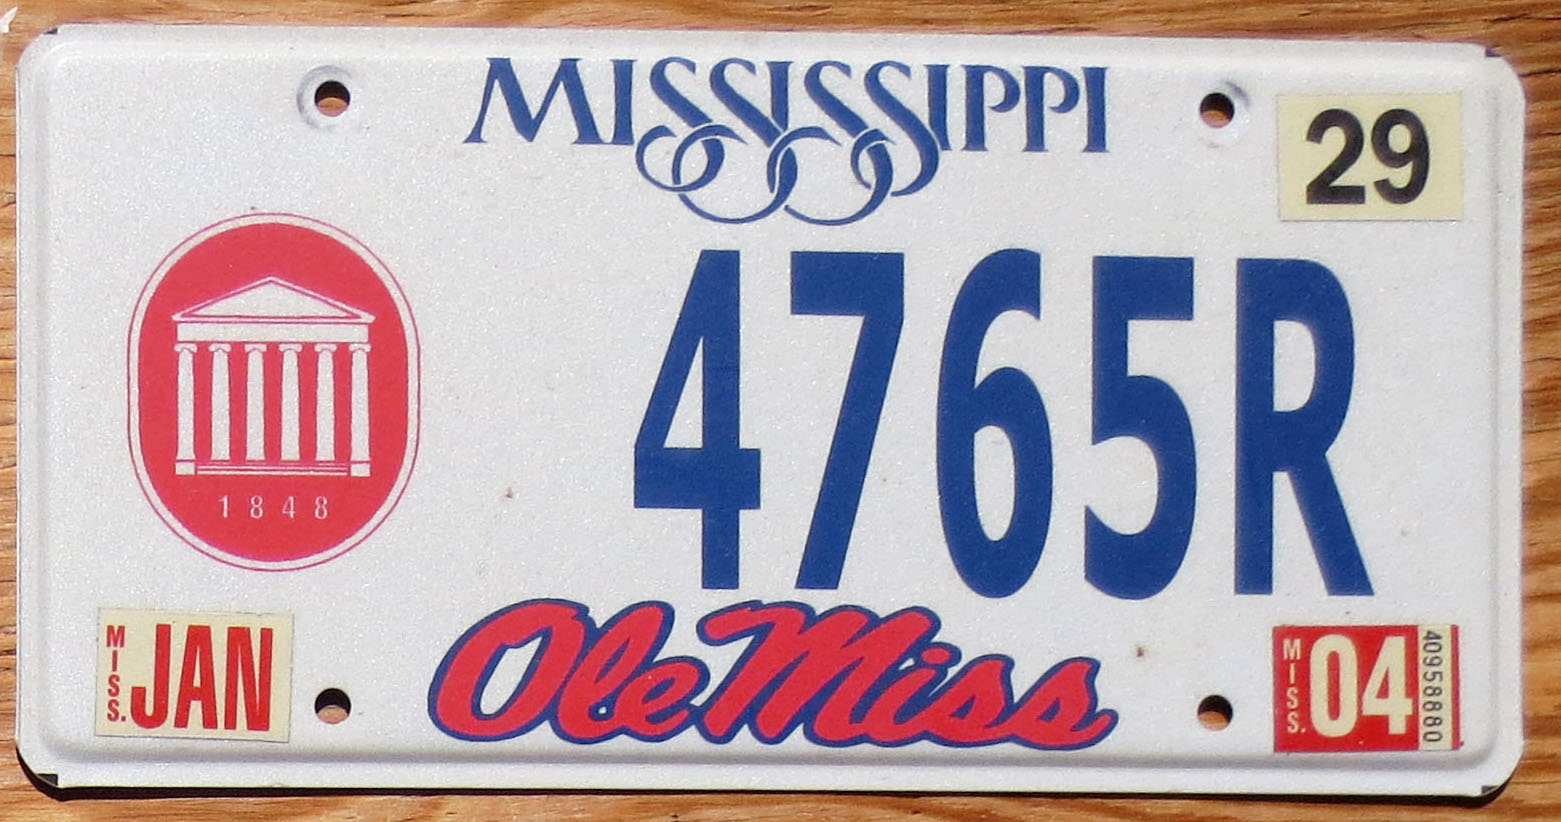 MISSISSIPPI
29
4765R
1848
MISS. JAN
Ole Miss
MISS. 04 40958880